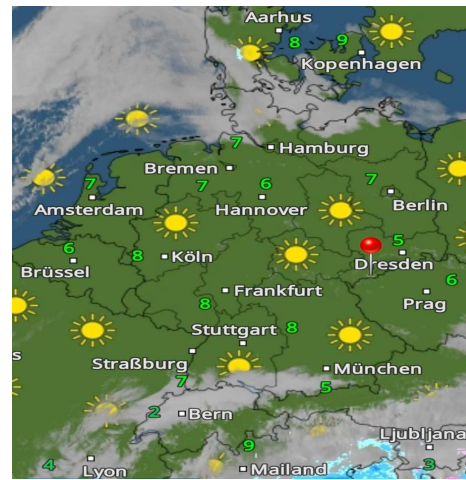 Aarhus
8
9
Kopenhagen
7
Hamburg
Bremen
7
7
6
7
Amsterdam
Hannover
Berlin
6
5
Brüssel
8
Köln
Dresden
6
Frankfurt
8
Prag
Stuttgart
8
s
Straßburg
München
7
5
2
Bern
9
Ljubljana
4
Lyon
Mailand
3